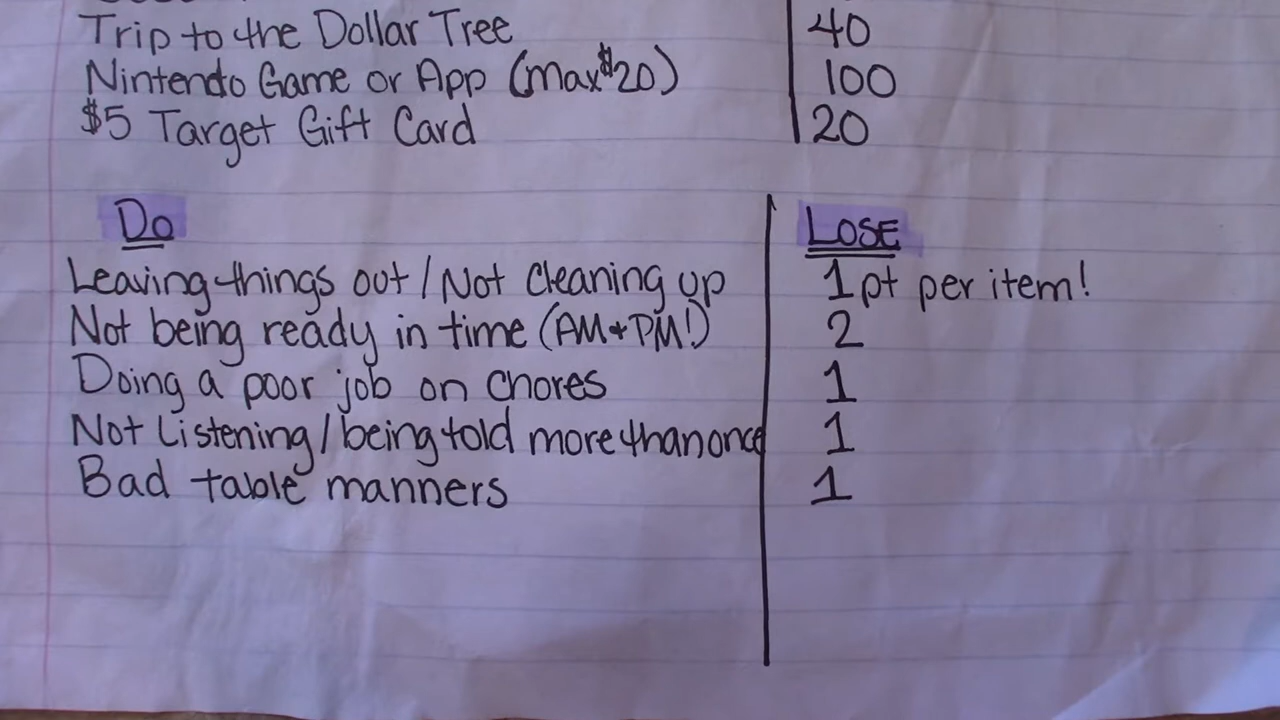 Trip to the Dollar Tree 40
Nintendo Game or App (max $20) 100
$5 Target Gift Card 20
Do LOSE
Leaving things out / Not cleaning up 1 pt per item!
Not being ready in time (AM + PM!) 2
Doing a poor job on chores 1
Not Listening / being told more than once 1
Bad table manners 1